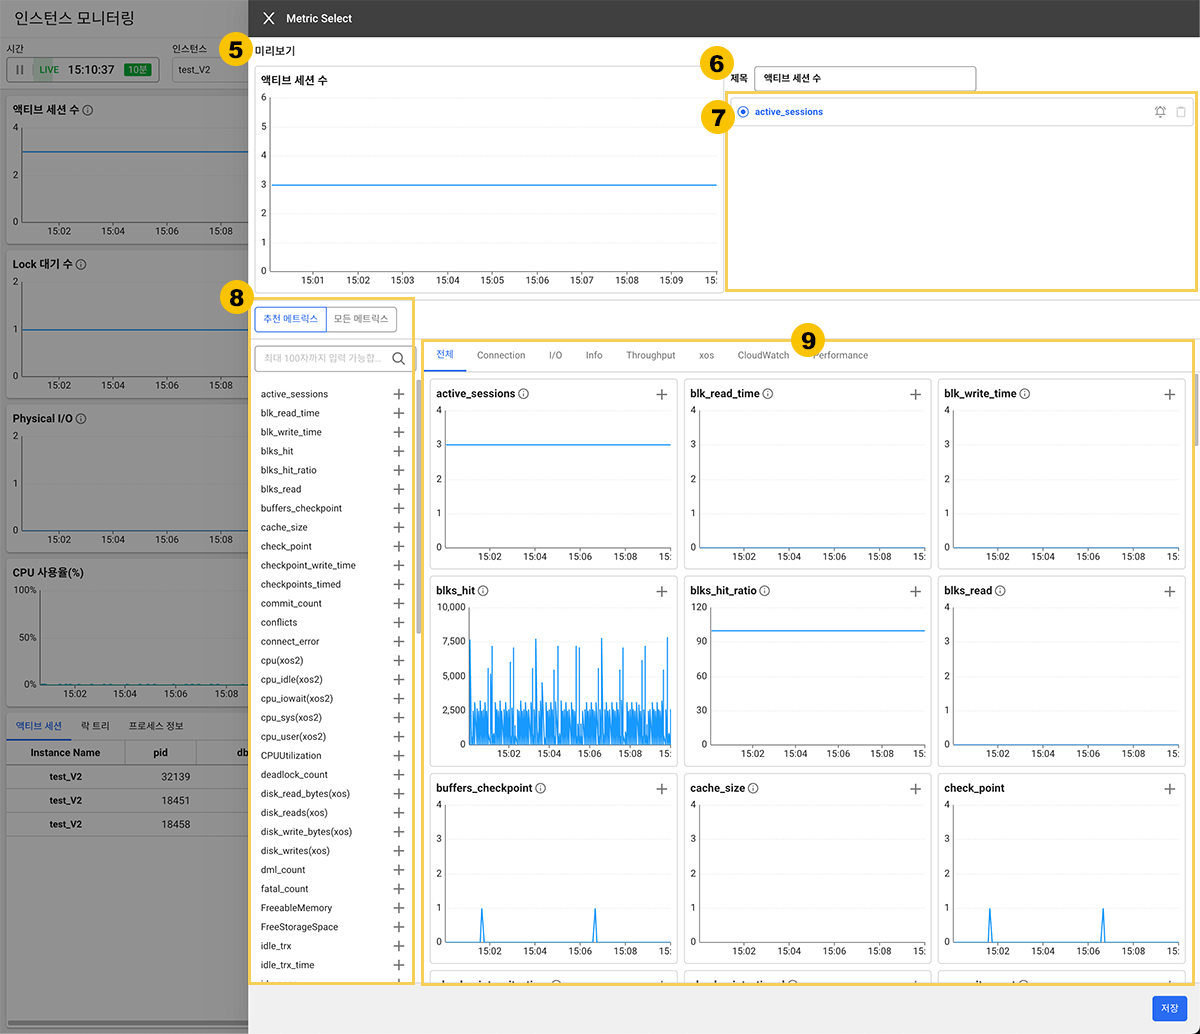 인스턴스 모니터링
시간
LIVE 15:10:37 10분
인스턴스
test_V2
액티브 세션 수
4
2
0
15:02 15:04 15:06 15:08
Lock 대기 수
2
1
0
15:02 15:04 15:06 15:08
Physical I/O
2
1
0
15:02 15:04 15:06 15:08
CPU 사용율(%)
100%
50%
0%
15:02 15:04 15:06 15:08
액티브 세션 락 트리 프로세스 정보
Instance Name pid db
test_V2 32139
test_V2 18451
test_V2 18458
Metric Select
5
미리보기
액티브 세션 수
6
5
4
3
2
1
0
15:01 15:02 15:03 15:04 15:05 15:06 15:07 15:08 15:09 15:
6
제목 액티브 세션 수
7
active_sessions
8
추천 메트릭스 모든 메트릭스
최대 100자까지 입력 가능합...
active_sessions
blk_read_time
blk_write_time
blks_hit
blks_hit_ratio
blks_read
buffers_checkpoint
cache_size
check_point
checkpoint_write_time
checkpoints_timed
commit_count
conflicts
connect_error
cpu(xos2)
cpu_idle(xos2)
cpu_iowait(xos2)
cpu_sys(xos2)
cpu_user(xos2)
CPUUtilization
deadlock_count
disk_read_bytes(xos)
disk_reads(xos)
disk_write_bytes(xos)
disk_writes(xos)
dml_count
fatal_count
FreeableMemory
FreeStorageSpace
idle_trx
idle_trx_time
9
전체 Connection I/O Info Throughput xos CloudWatch Performance
active_sessions
4
3
2
1
0
15:02 15:04 15:06 15:08 15:
blk_read_time
4
3
2
1
0
15:02 15:04 15:06 15:08 15:
blk_write_time
4
3
2
1
0
15:02 15:04 15:06 15:08 15:
blks_hit
10,000
7,500
5,000
2,500
0
15:02 15:04 15:06 15:08 15:
blks_hit_ratio
120
90
60
30
0
15:02 15:04 15:06 15:08 15:
blks_read
4
3
2
1
0
15:02 15:04 15:06 15:08 15:
buffers_checkpoint
4
3
2
1
0
15:02 15:04 15:06 15:08 15:
cache_size
4
3
2
1
0
15:02 15:04 15:06 15:08 15:
check_point
4
3
2
1
0
15:02 15:04 15:06 15:08 15:
저장